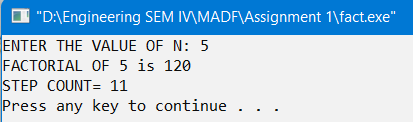 "D:\Engineering SEM IV\MADF\Assignment 1\fact.exe"
ENTER THE VALUE OF N: 5
FACTORIAL OF 5 is 120
STEP COUNT= 11
Press any key to continue . . .